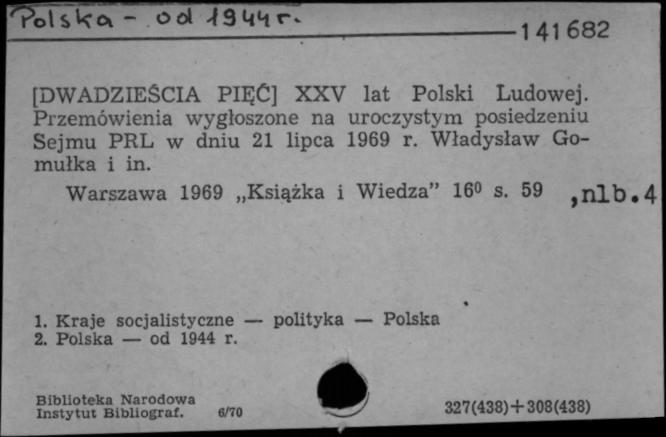 Polska - od 1944 r.
141682
[DWADZIEŚCIA PIĘĆ] XXV lat Polski Ludowej.
Przemówienia wygłoszone na uroczystym posiedzeniu
Sejmu PRL w dniu 21 lipca 1969 r. Władysław Go-
mułka i in.
Warszawa 1969 „Książka i Wiedza” 16⁰ s. 59 ,nlb.4
1. Kraje socjalistyczne — polityka — Polska
2. Polska — od 1944 r.
Biblioteka Narodowa
Instytut Bibliograf. 6/70
327(438)+308(438)